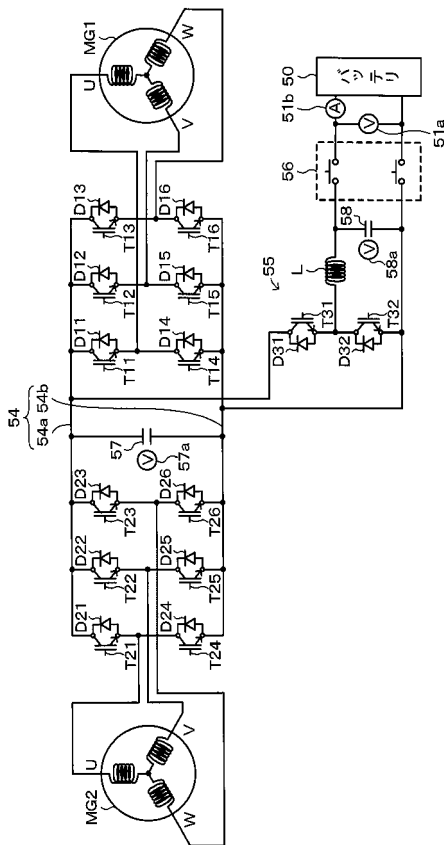 MG1
U
V
W
D13
D16
T13
T16
D12
D15
T12
T15
D11
D14
T11
T14
54
54a
54b
57
57a
V
D23
D26
T23
T26
D22
D25
T22
T25
D21
D24
T21
T24
MG2
U
V
W
50
バッテリ
51b
A
V
51a
56
58
V
58a
L
55
D31
T31
D32
T32